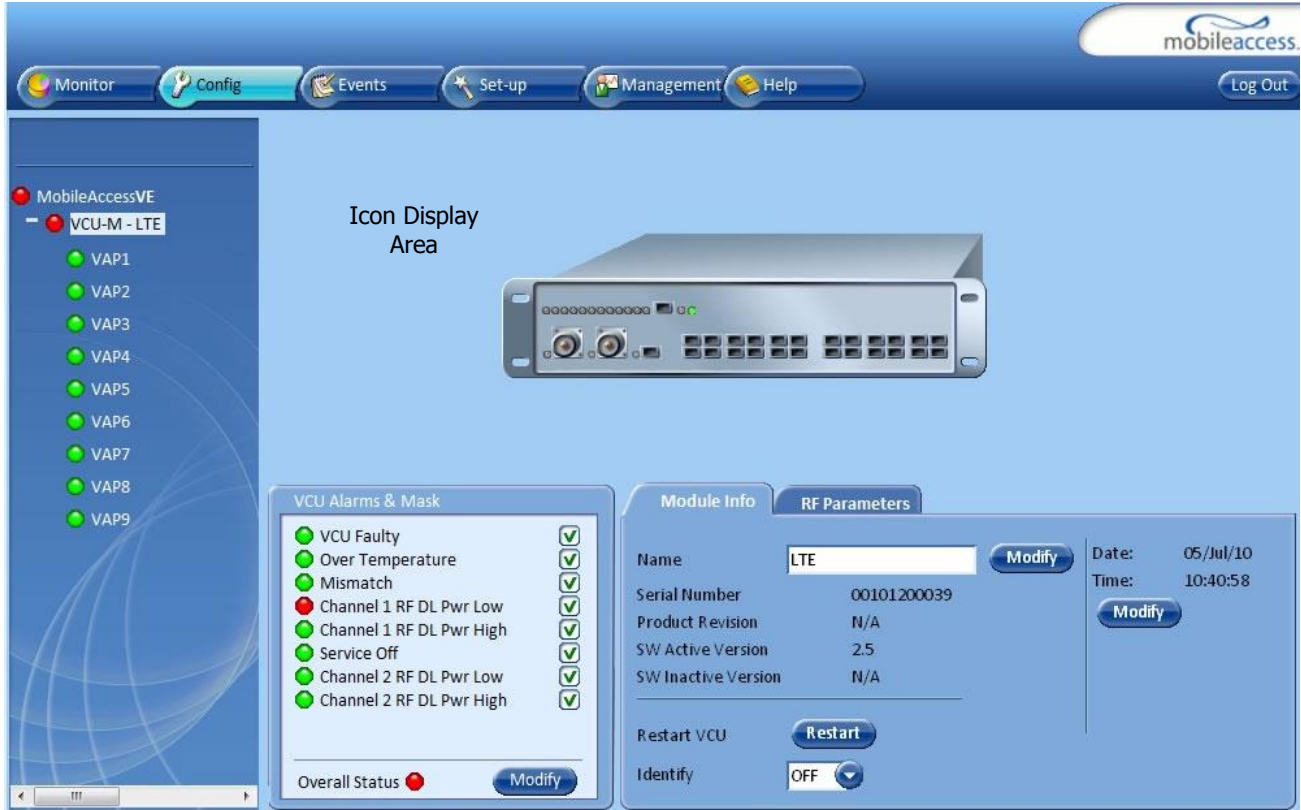 mobileaccess.
Monitor
Config
Events
Set-up
Management
Help
Log Out
MobileAccessVE
VCU-M - LTE
VAP1
VAP2
VAP3
VAP4
VAP5
VAP6
VAP7
VAP8
VAP9
Icon Display
Area
VCU Alarms & Mask
VCU Faulty
Over Temperature
Mismatch
Channel 1 RF DL Pwr Low
Channel 1 RF DL Pwr High
Service Off
Channel 2 RF DL Pwr Low
Channel 2 RF DL Pwr High
Overall Status
Modify
Module Info
RF Parameters
Name LTE Modify
Serial Number 00101200039
Product Revision N/A
SW Active Version 2.5
SW Inactive Version N/A
Restart VCU Restart
Identify OFF
Date: 05/Jul/10
Time: 10:40:58
Modify